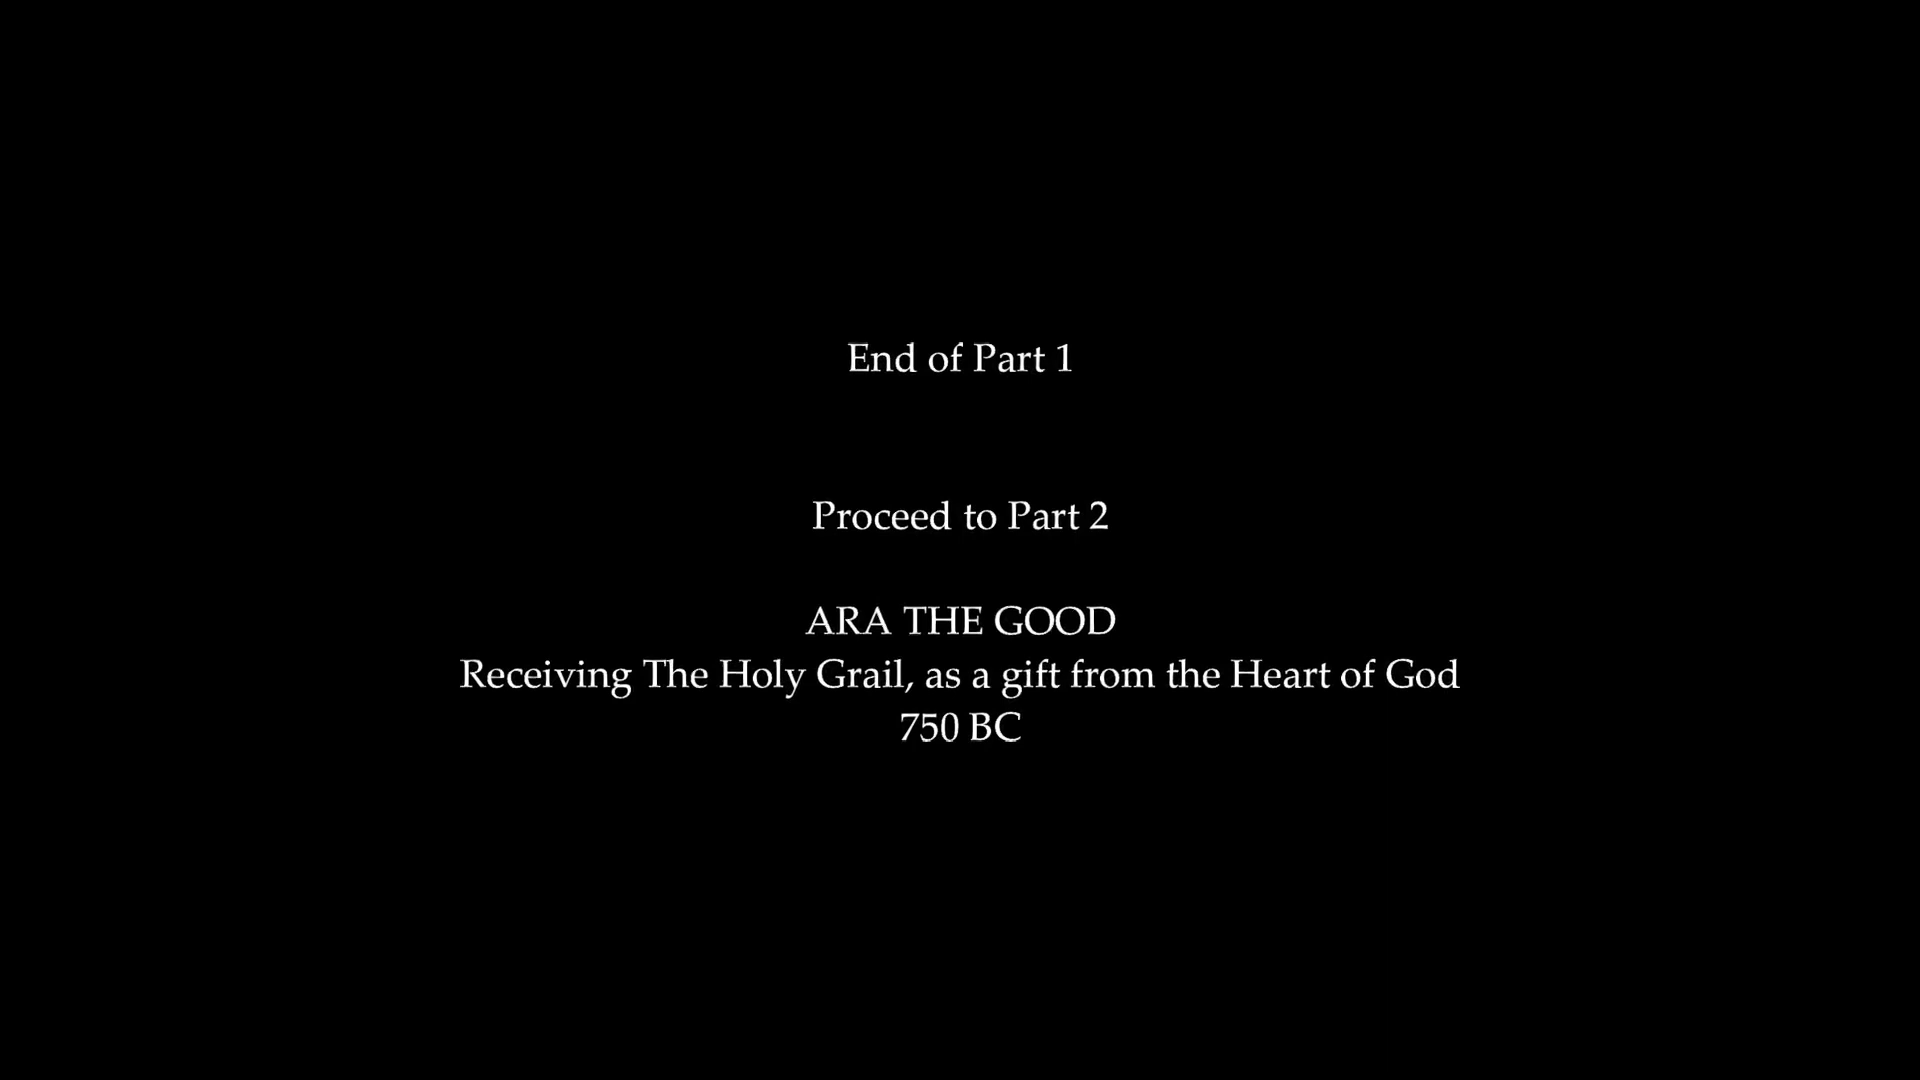 End of Part 1
Proceed to Part 2
ARA THE GOOD
Receiving The Holy Grail, as a gift from the Heart of God
750 BC